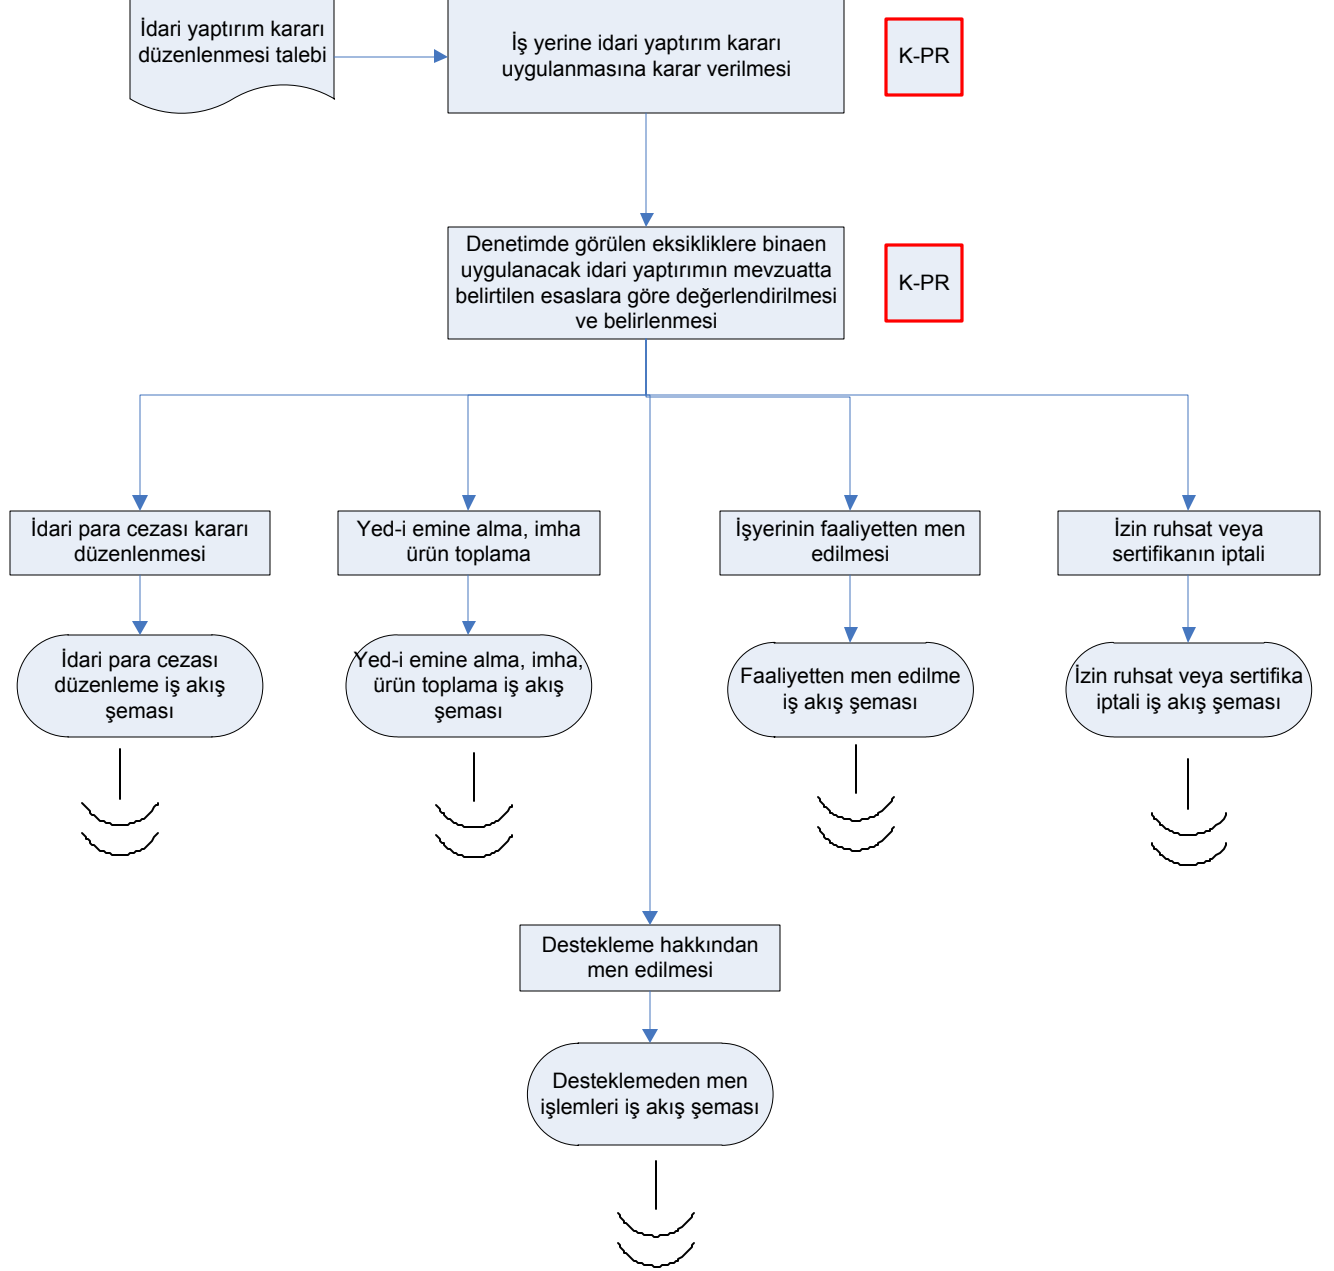 İdari yaptırım kararı
düzenlenmesi talebi
İş yerine idari yaptırım kararı
uygulanmasına karar verilmesi
K-PR
Denetimde görülen eksikliklere binaen
uygulanacak idari yaptırımın mevzuatta
belirtilen esaslara göre değerlendirilmesi
ve belirlenmesi
K-PR
İdari para cezası kararı
düzenlenmesi
Yed-i emine alma, imha
ürün toplama
İşyerinin faaliyetten men
edilmesi
İzin ruhsat veya
sertifikanın iptali
İdari para cezası
düzenleme iş akış
şeması
Yed-i emine alma, imha,
ürün toplama iş akış
şeması
Faaliyetten men edilme
iş akış şeması
İzin ruhsat veya sertifika
iptali iş akış şeması
Destekleme hakkından
men edilmesi
Desteklemeden men
işlemleri iş akış şeması